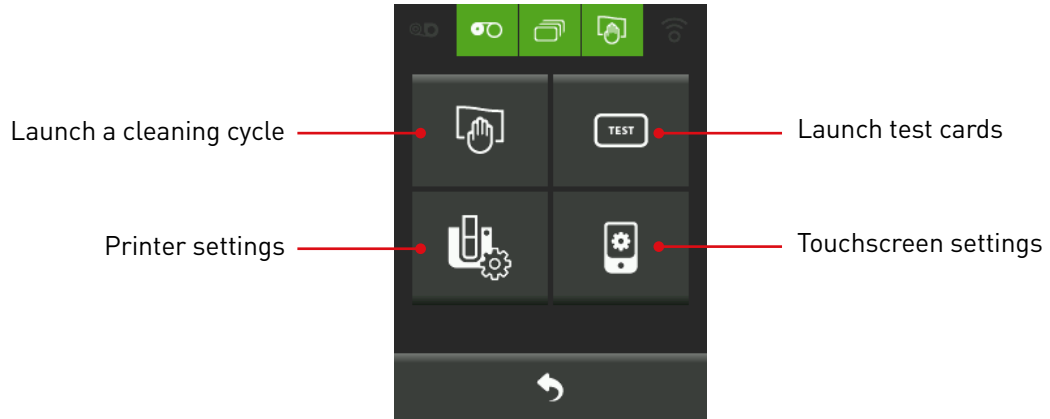 Launch a cleaning cycle
TEST
Launch test cards
Printer settings
Touchscreen settings